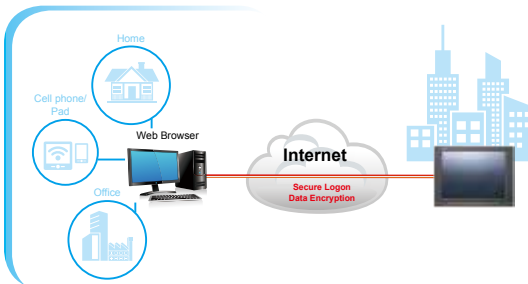 Home
Cell phone/
Pad
Web Browser
Internet
Secure Logon
Data Encryption
Office